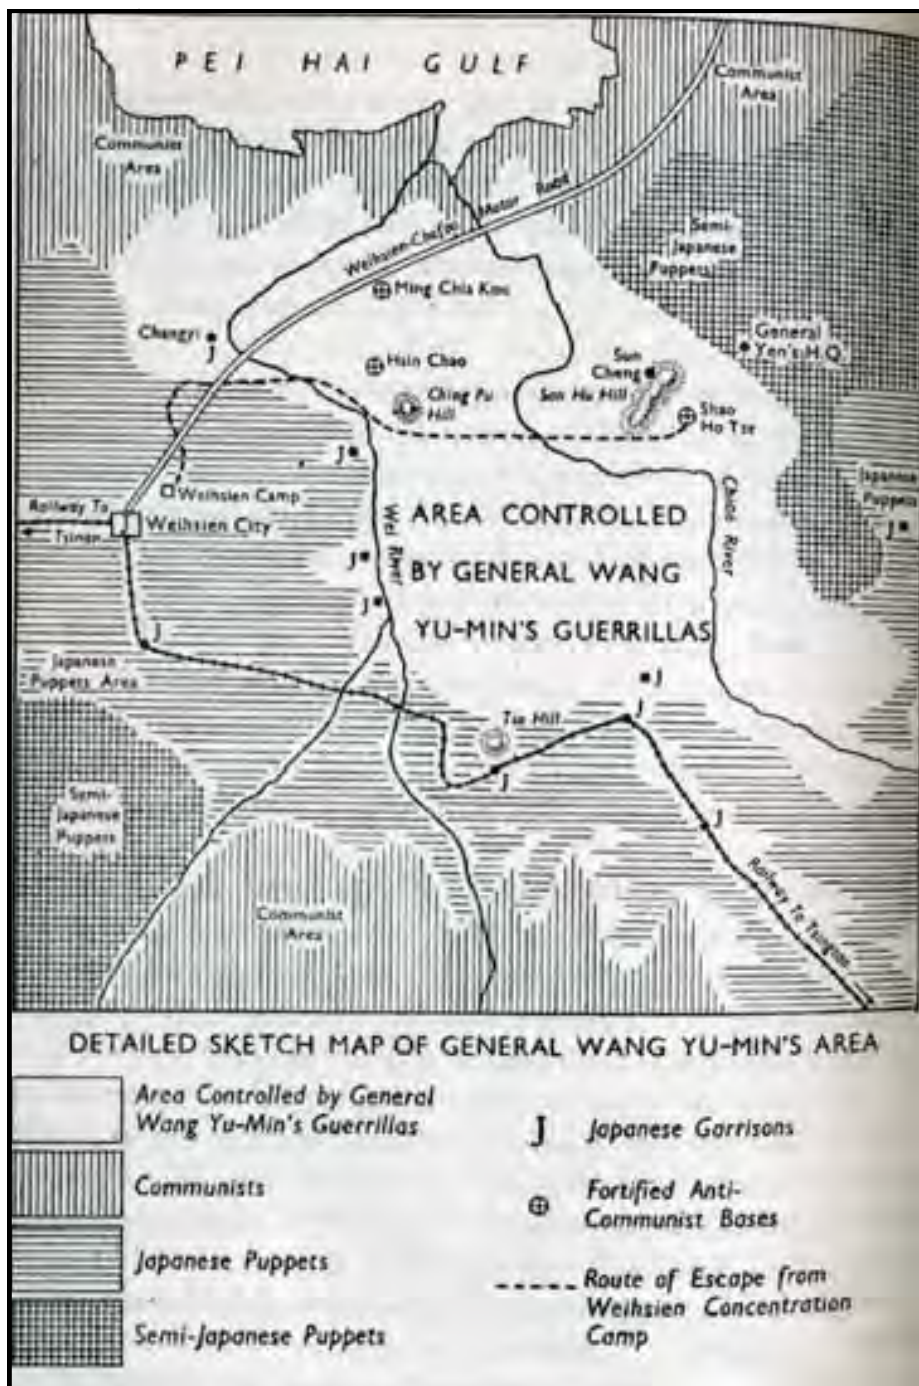 PEI HAI GULF
Communist
Area
Communist
Area
Weihsien-Chefoo Motor Road
Semi-
Japanese
Puppets
Ming Chia
Changyi
J
General
Yen's H.Q.
Hsin Chao
Sun
Cheng
San Hu Hill
Ching Pu
Hill
Shao
Ho Tse
J
Weihsien Camp
Railway To
Tsinan
J
Weihsien City
Wei River
AREA CONTROLLED
BY GENERAL WANG
YU-MIN'S GUERRILLAS
Chiao River
Japanese
Puppets
J
J
J
J
Japanese
Puppets Area
J
Tse Hill
J
J
J
Semi-
Japanese
Puppets
Railway To Tsingtao
Communist
Area
DETAILED SKETCH MAP OF GENERAL WANG YU-MIN'S AREA
Area Controlled by General
Wang Yu-Min's Guerrillas
Communists
Japanese Puppets
Semi-Japanese Puppets
J Japanese Garrisons
Fortified Anti-
Communist Bases
Route of Escape from
Weihsien Concentration
Camp